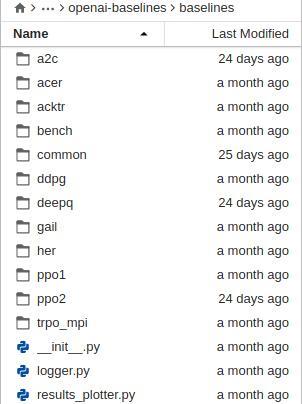 … > openai-baselines > baselines
Name Last Modified
a2c 24 days ago
acer a month ago
acktr a month ago
bench a month ago
common 25 days ago
ddpg a month ago
deepq 24 days ago
gail a month ago
her a month ago
ppo1 a month ago
ppo2 24 days ago
trpo_mpi a month ago
__init__.py a month ago
logger.py a month ago
results_plotter.py a month ago